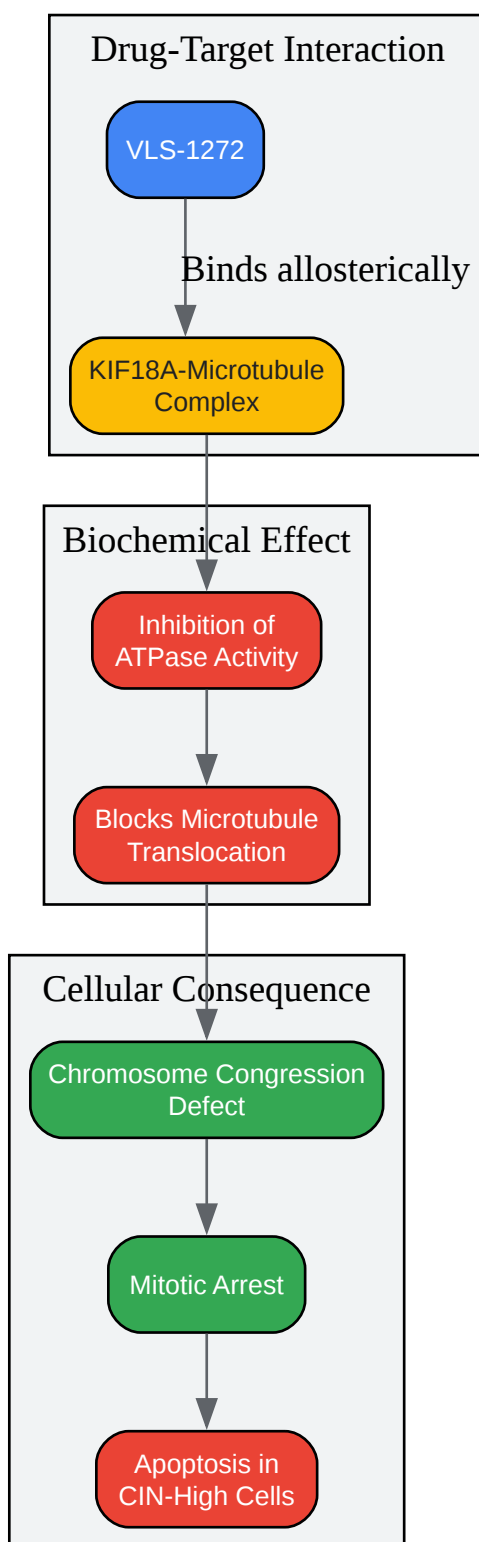 Drug-Target Interaction
VLS-1272
Binds allosterically
KIF18A-Microtubule
Complex
Biochemical Effect
Inhibition of
ATPase Activity
Blocks Microtubule
Translocation
Cellular Consequence
Chromosome Congression
Defect
Mitotic Arrest
Apoptosis in
CIN-High Cells